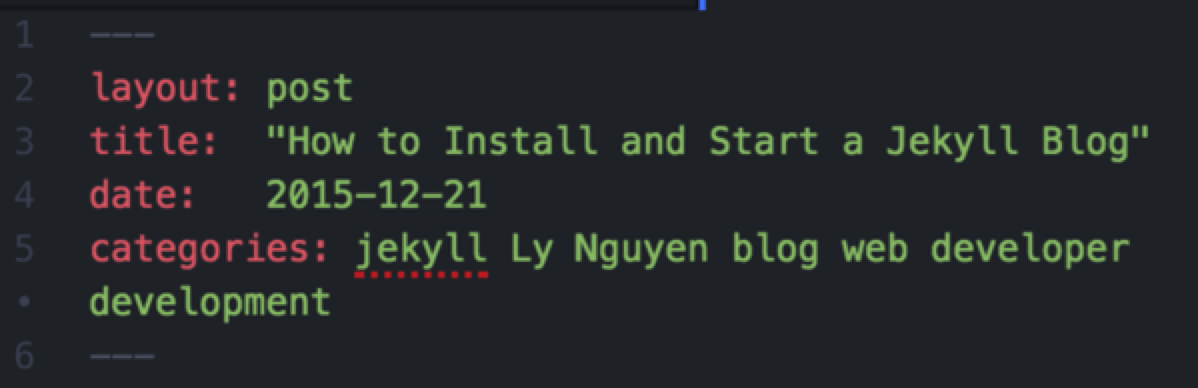 1 ---
2 layout: post
3 title:  "How to Install and Start a Jekyll Blog"
4 date:   2015-12-21
5 categories: jekyll Ly Nguyen blog web developer
• development
6 ---